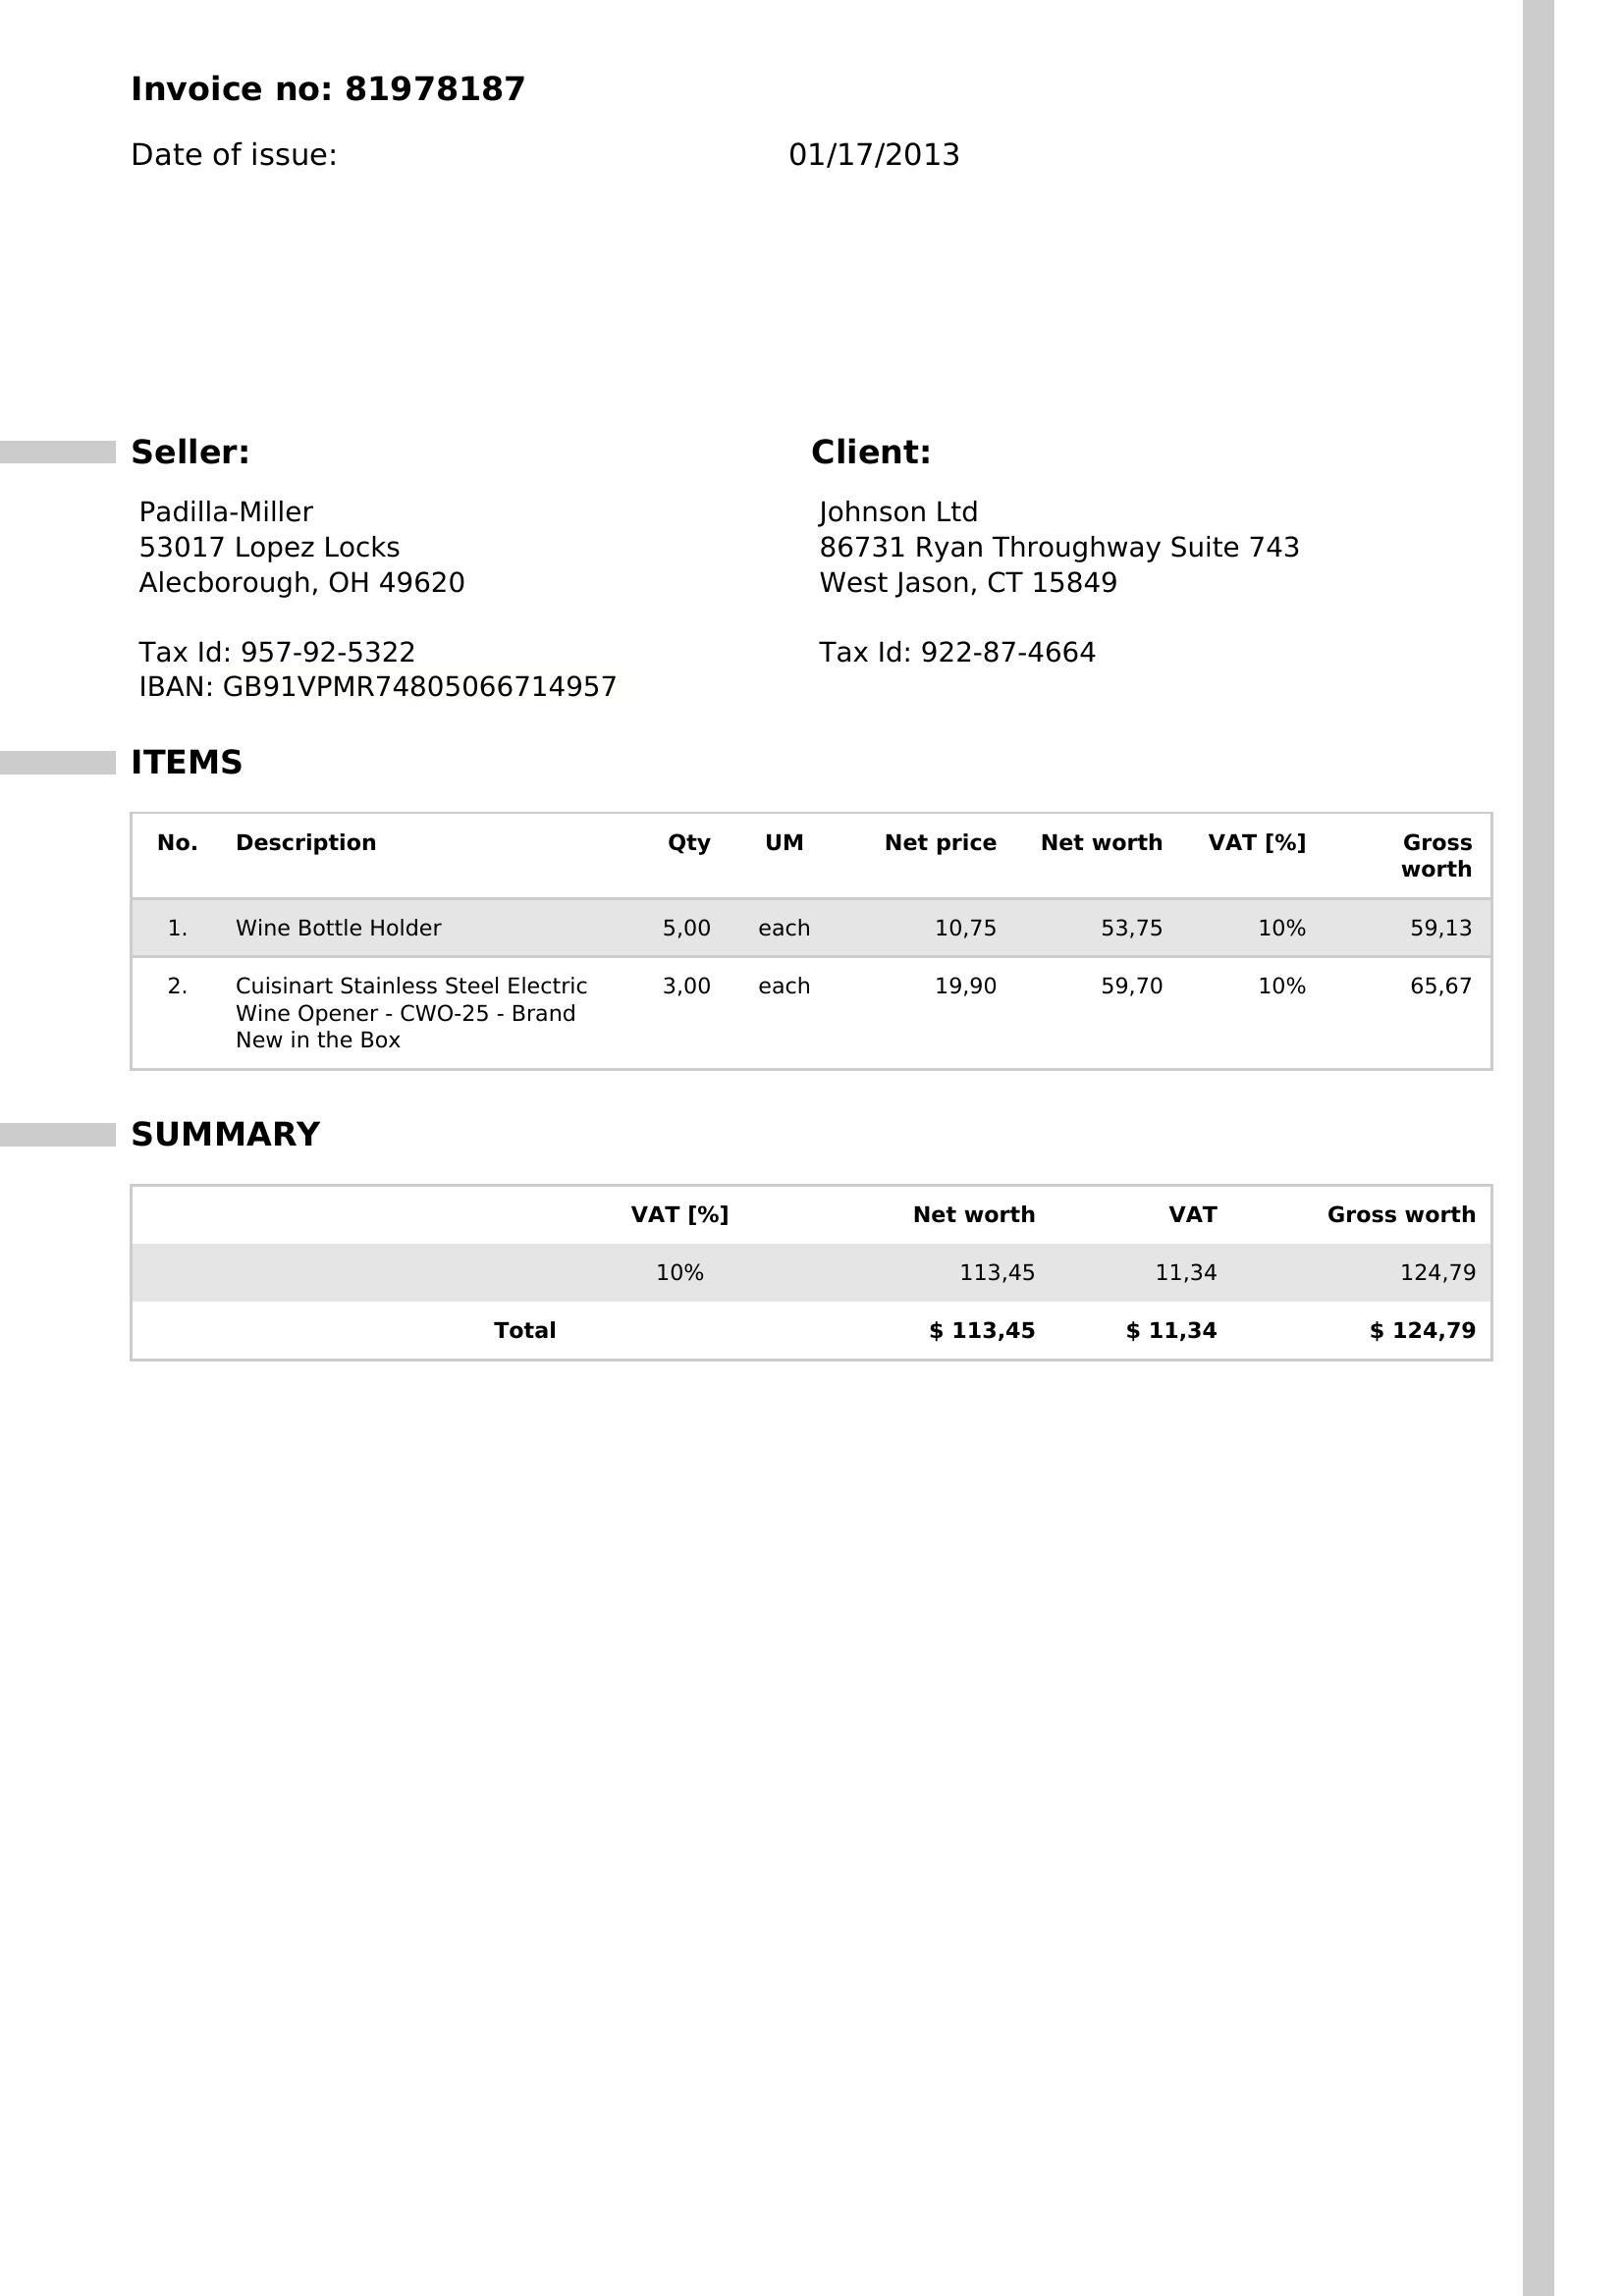 Invoice no: 81978187
Date of issue: 01/17/2013
Seller:
Padilla-Miller
53017 Lopez Locks
Alecborough, OH 49620
Tax Id: 957-92-5322
IBAN: GB91VPMR74805066714957
Client:
Johnson Ltd
86731 Ryan Throughway Suite 743
West Jason, CT 15849
Tax Id: 922-87-4664
ITEMS
No. Description Qty UM Net price Net worth VAT [%] Gross
worth
1. Wine Bottle Holder 5,00 each 10,75 53,75 10% 59,13
2. Cuisinart Stainless Steel Electric 3,00 each 19,90 59,70 10% 65,67
Wine Opener - CWO-25 - Brand
New in the Box
SUMMARY
VAT [%] Net worth VAT Gross worth
10% 113,45 11,34 124,79
Total $ 113,45 $ 11,34 $ 124,79